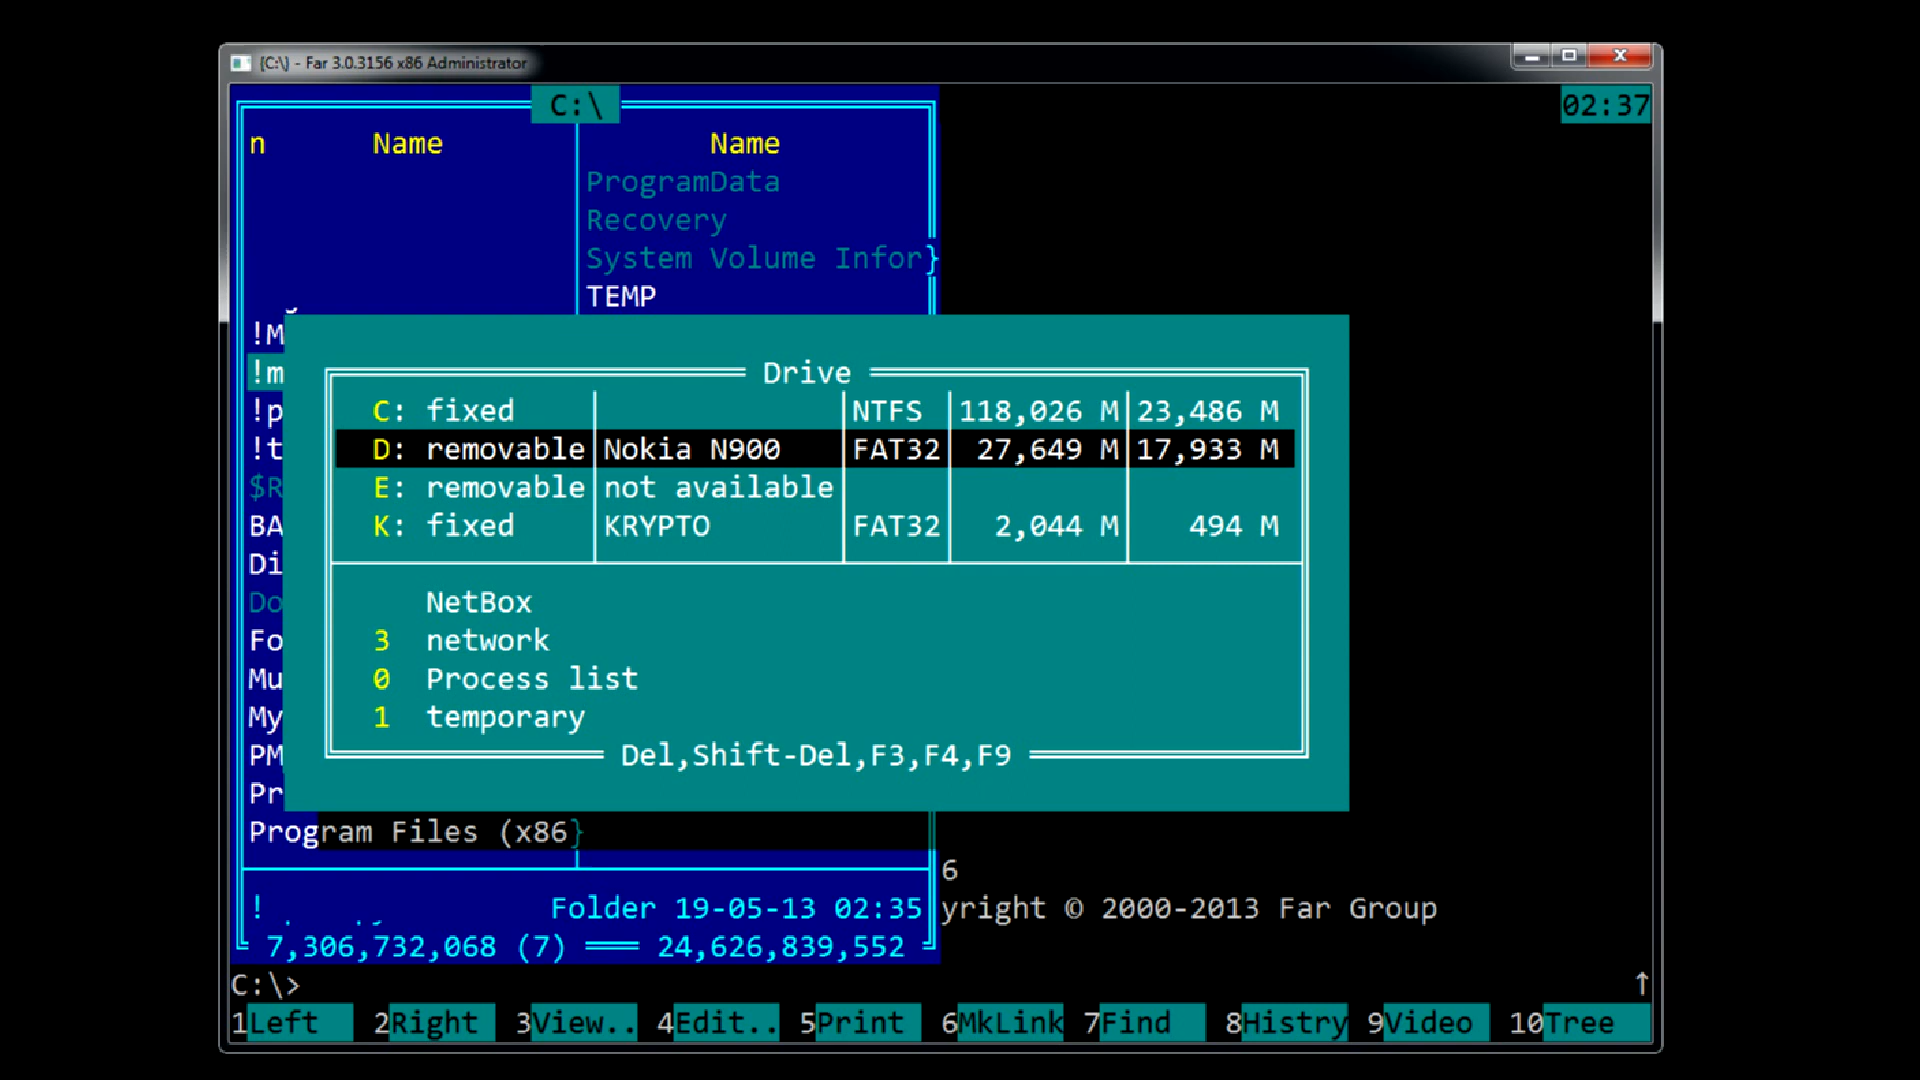 {C:\} - Far 3.0.3156 x86 Administrator
C:\
02:37
n Name Name
ProgramData
Recovery
System Volume Infor}
TEMP
!M
!m
!p
!t
$R
BA
Di
Do
Fo
Mu
My
PM
Pr
Program Files (x86}
Drive
C: fixed NTFS 118,026 M 23,486 M
D: removable Nokia N900 FAT32 27,649 M 17,933 M
E: removable not available
K: fixed KRYPTO FAT32 2,044 M 494 M
NetBox
3 network
0 Process list
1 temporary
Del,Shift-Del,F3,F4,F9
6
! Folder 19-05-13 02:35
yright © 2000-2013 Far Group
7,306,732,068 (7) 24,626,839,552
C:\> ↑
1Left 2Right 3View.. 4Edit.. 5Print 6MkLink 7Find 8Histry 9Video 10Tree